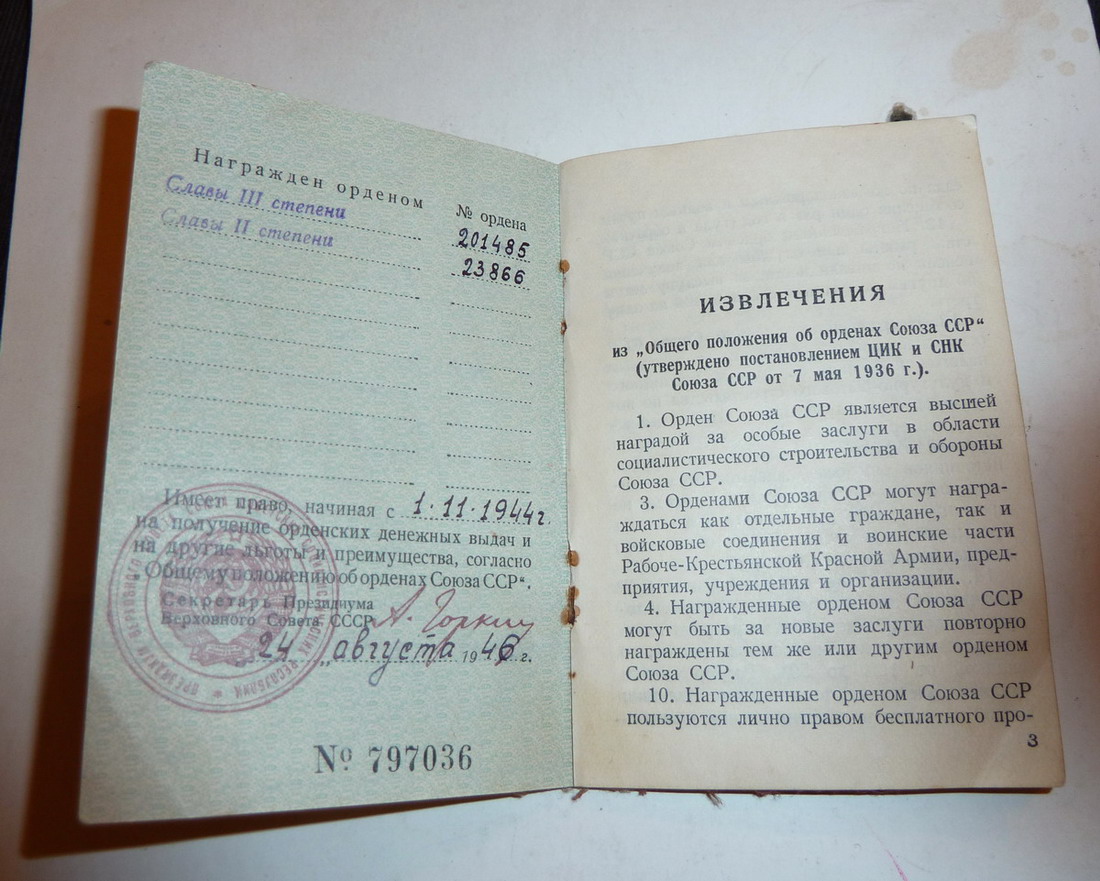 Награжден орденом
№ ордена
Славы III степени
201485
Славы II степени
23866
Имеет право, начиная с 1.11.1944г.
на получение орденских денежных выдач и
на другие льготы и преимущества, согласно
„Общему положению об орденах Союза ССР“.
Секретарь Президиума
Верховного Совета СССР А. Горкин
24 „августа 1946 г.
№ 797036
ИЗВЛЕЧЕНИЯ
из „Общего положения об орденах Союза ССР“
(утверждено постановлением ЦИК и СНК
Союза ССР от 7 мая 1936 г.).
1. Орден Союза ССР является высшей
наградой за особые заслуги в области
социалистического строительства и обороны
Союза ССР.
3. Орденами Союза ССР могут награ-
ждаться как отдельные граждане, так и
войсковые соединения и воинские части
Рабоче-Крестьянской Красной Армии, пред-
приятия, учреждения и организации.
4. Награжденные орденом Союза ССР
могут быть за новые заслуги повторно
награждены тем же или другим орденом
Союза ССР.
10. Награжденные орденом Союза ССР
пользуются лично правом бесплатного про-
3